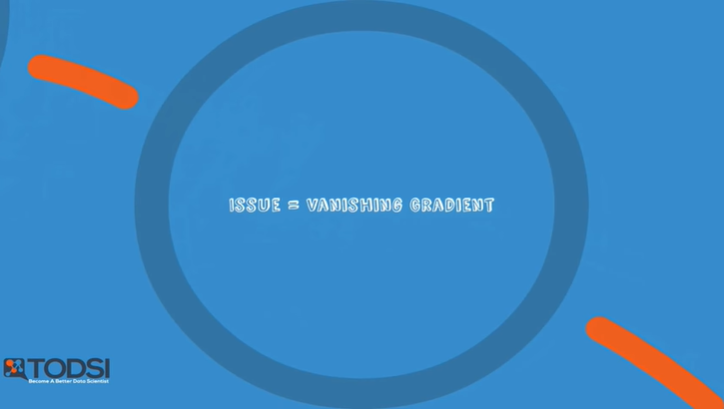 ISSUE = VANISHING GRADIENT
TODSI
Become A Better Data Scientist